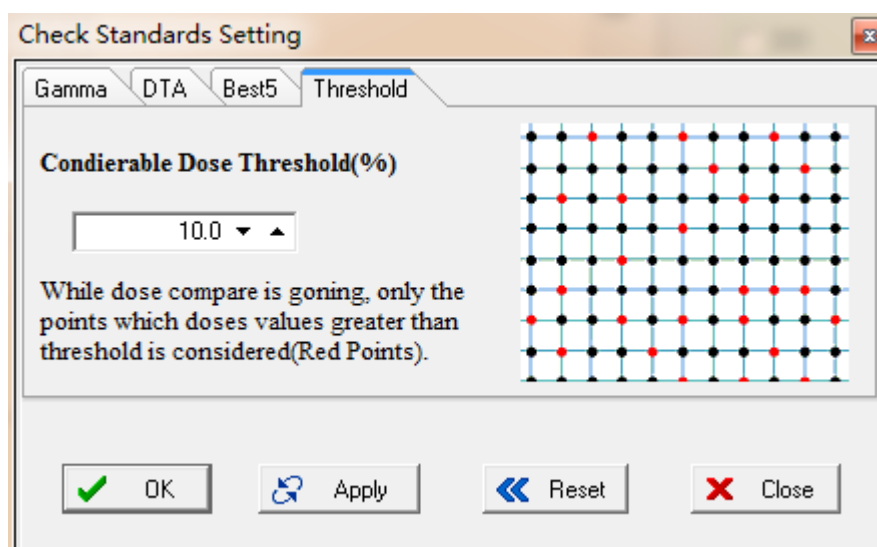 Check Standards Setting
Gamma DTA Best5 Threshold
Condierable Dose Threshold(%)
10.0
While dose compare is goning, only the
points which doses values greater than
threshold is considered(Red Points).
OK Apply Reset Close